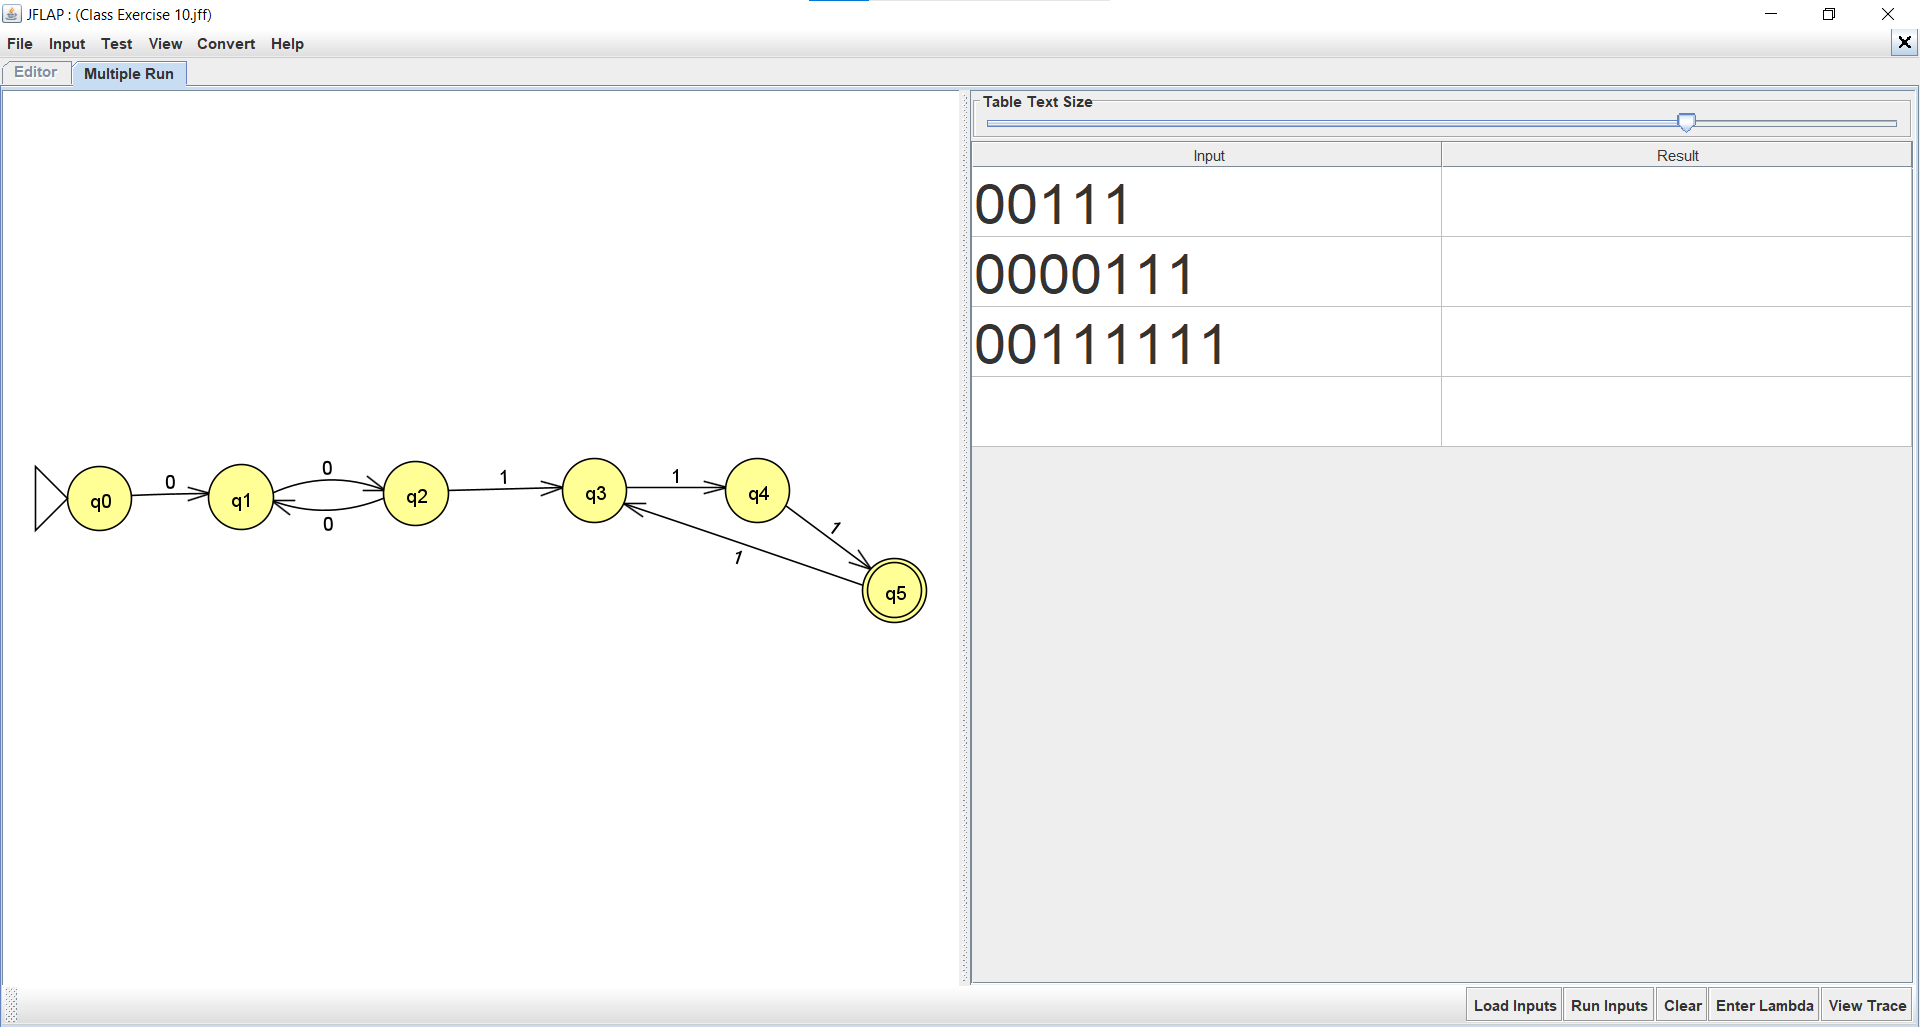 JFLAP : (Class Exercise 10.jff)
File Input Test View Convert Help
Editor Multiple Run
Table Text Size
Input Result
00111
0000111
00111111
q0 0 q1 0 0 q2 1 q3 1 q4
1
1
q5
Load Inputs Run Inputs Clear Enter Lambda View Trace